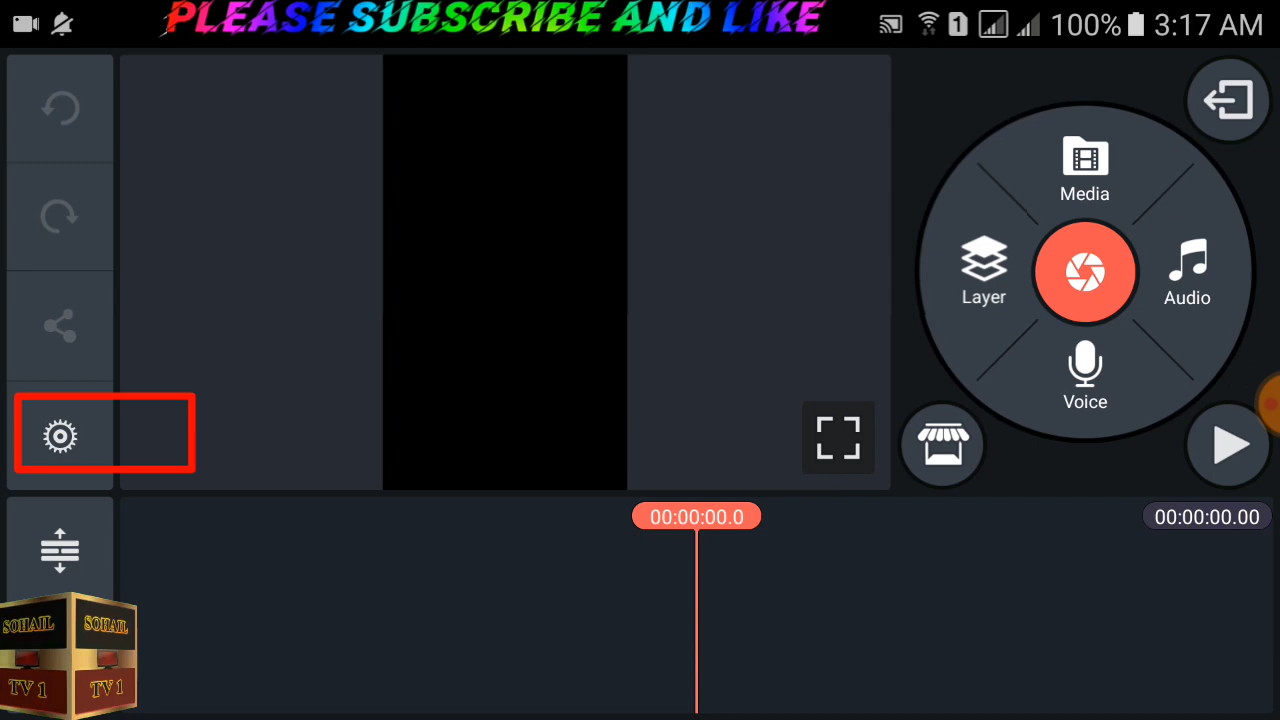 PLEASE SUBSCRIBE AND LIKE
1
100%
3:17 AM
Media
Layer
Audio
Voice
00:00:00.0
00:00:00.00
SOHAIL
SOHAIL
TV 1
TV 1